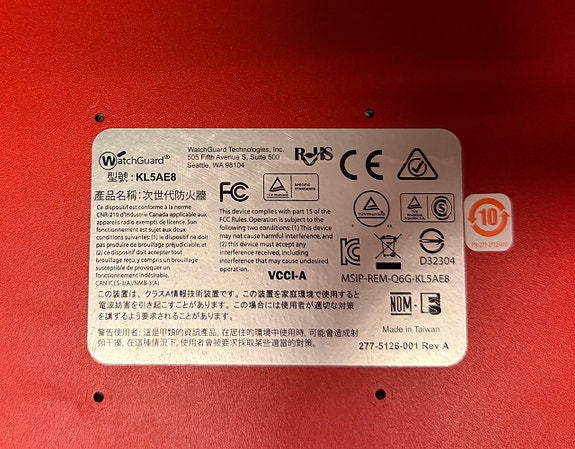 WatchGuard®
WatchGuard Technologies, Inc.
505 Fifth Avenue S, Suite 500
Seattle, WA 98104
RoHS
CE
型號 : KL5AE8
產品名稱 : 次世代防火牆
Ce dispositif est conforme à la norme
CNR-210 d'Industrie Canada applicable aux
appareils radio exempts de licence. Son
fonctionnement est sujet aux deux
conditions suivantes: (1) le dispositif ne
doit pas produire de brouillage préjudiciable, et
(2) ce dispositif doit accepter tout
brouillage reçu, y compris un brouillage
susceptible de provoquer un
fonctionnement indésirable.
CAN ICES-3(A)/NMB-3(A)
FC
This device complies with part 15 of the
FCC Rules. Operation is subject to the
following two conditions: (1) This device
may not cause harmful interference, and
(2) this device must accept any
interference received, including
interference that may cause undesired
operation.
VCCI-A
D32304
MSIP-REM-Q6G-KL5AE8
NOM
この装置は、クラスA情報技術装置です。この装置を家庭環境で使用すると
電波妨害を引き起こすことがあります。この場合には使用者が適切な対策
を講ずるよう要求されることがあります。
Made in Taiwan
警告使用者: 這是甲類的資訊產品, 在居住的環境中使用時, 可能會造成射
頻干擾, 在這種情況下, 使用者會被要求採取某些適當的對策。
277-5126-001 Rev A
10